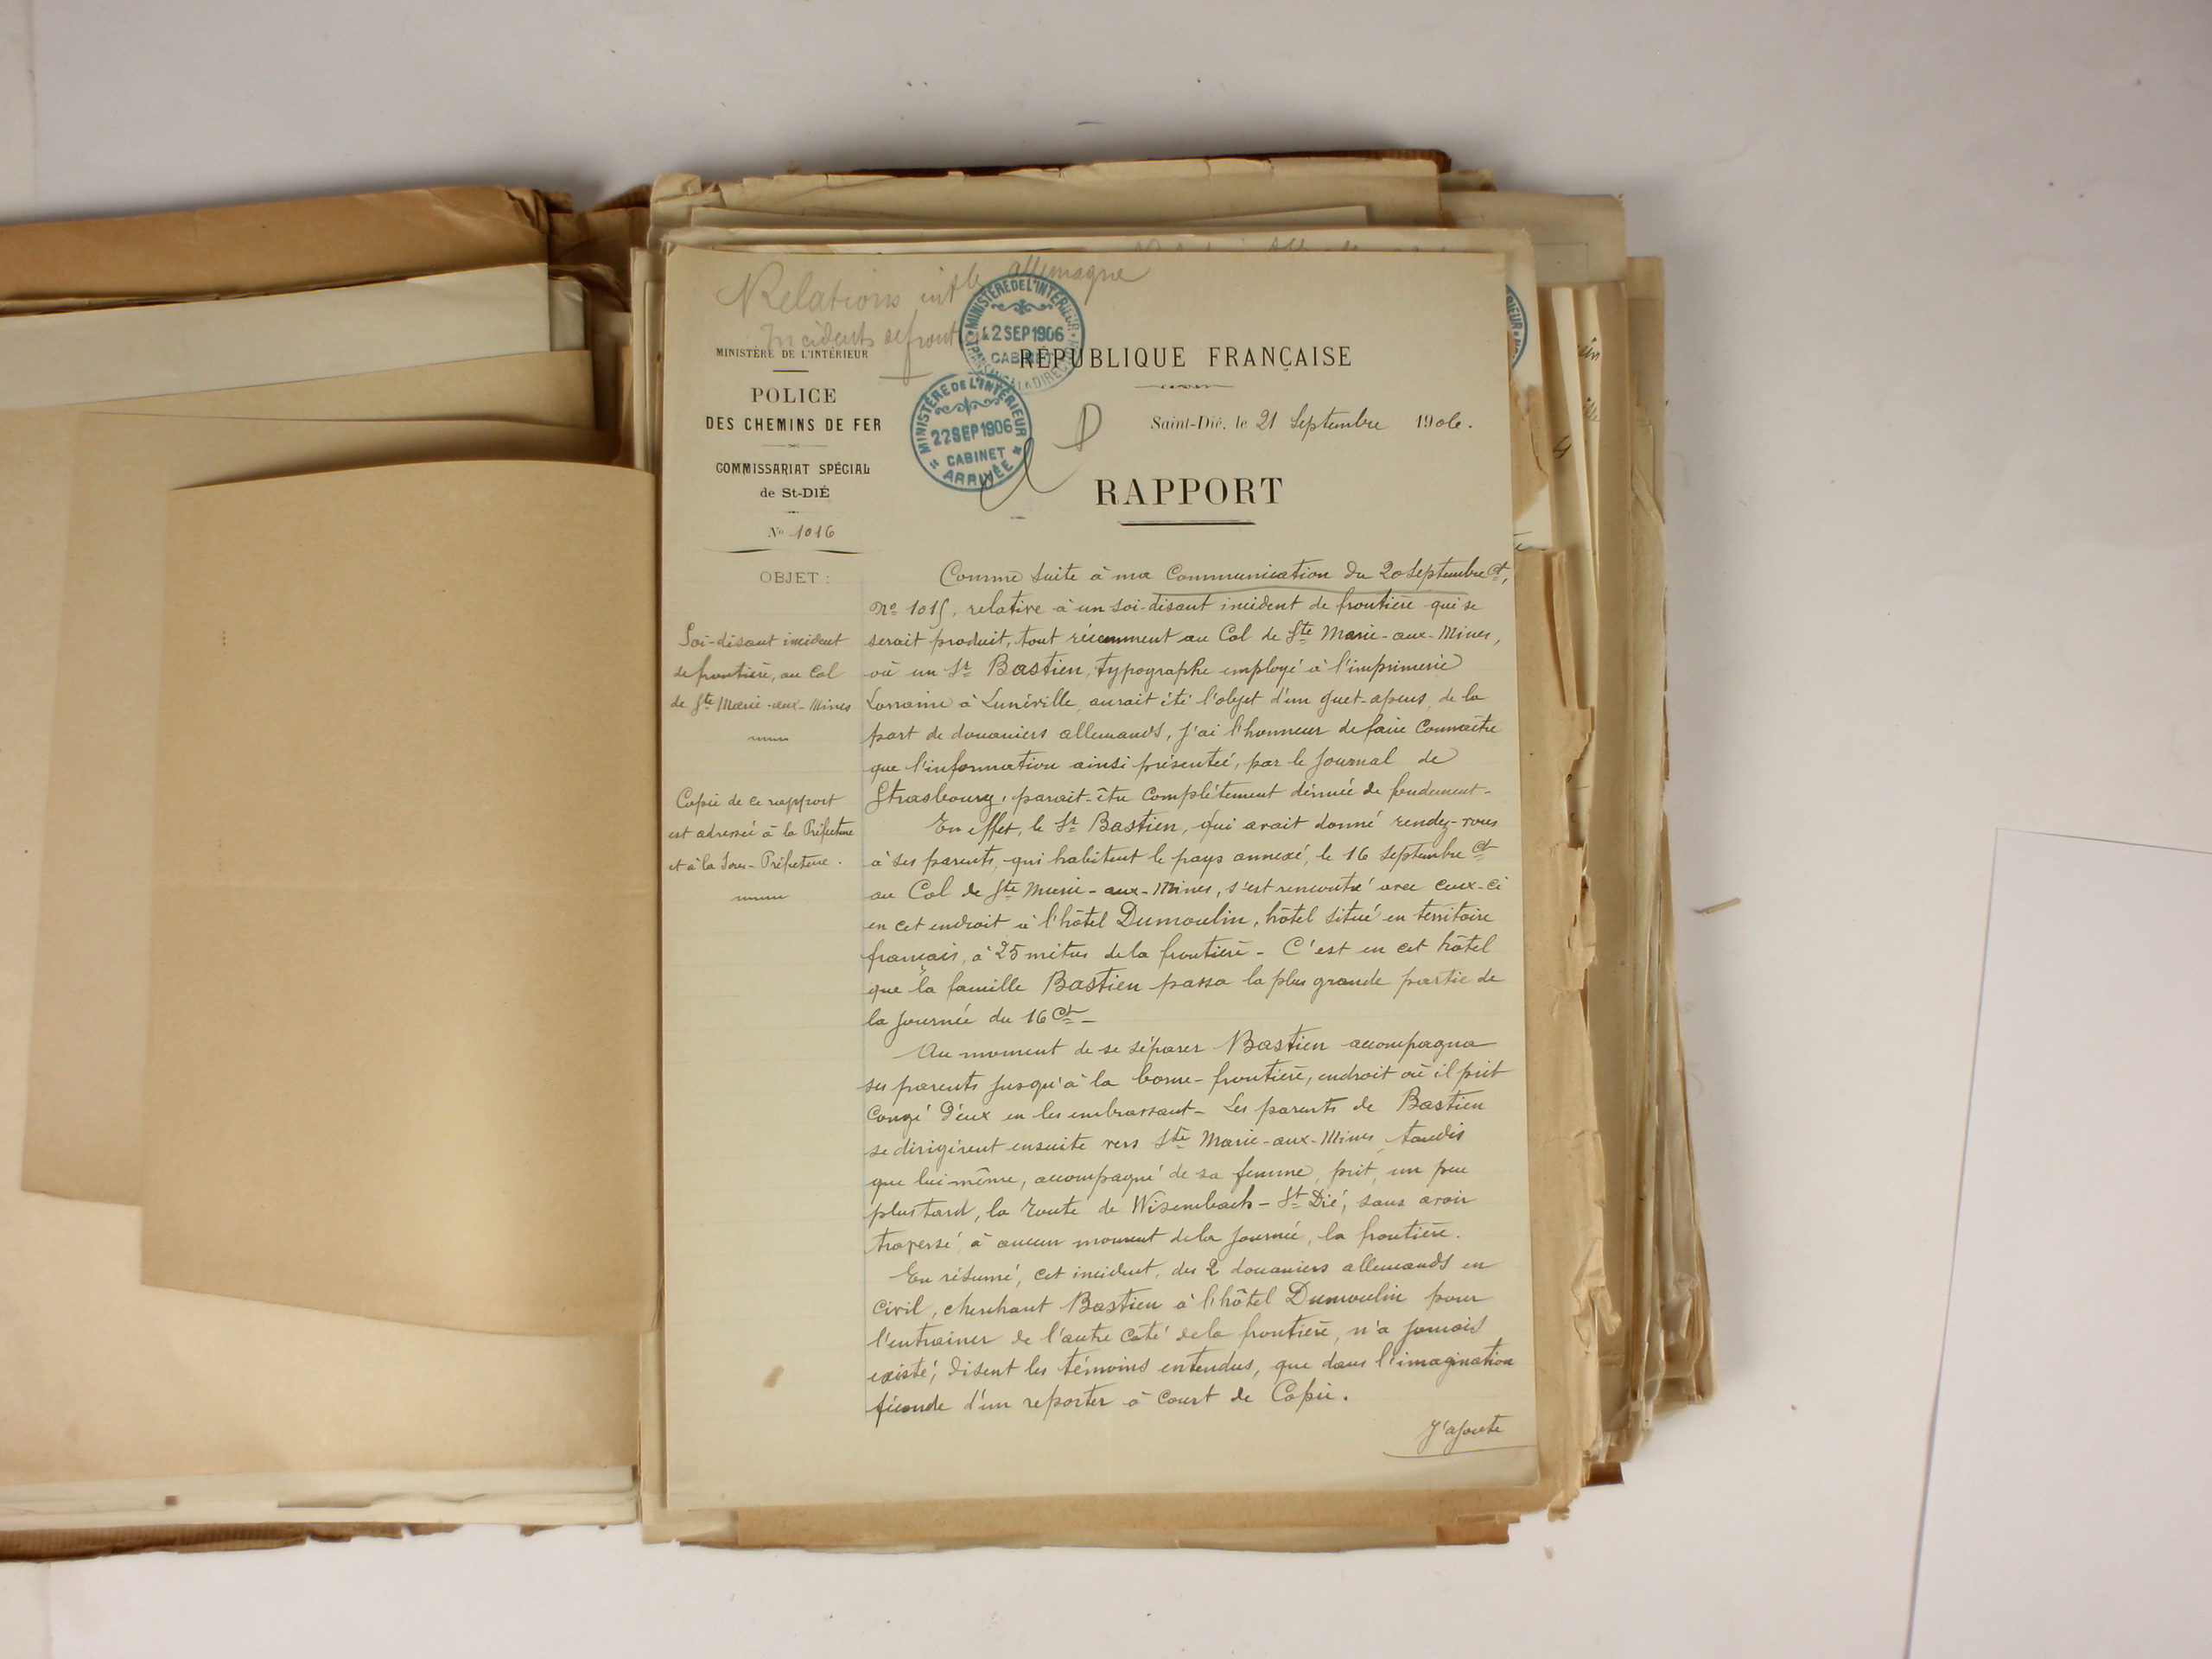 Relations intle allemagne
Incidents de front
MINISTÈRE DE L'INTÉRIEUR
POLICE
DES CHEMINS DE FER
COMMISSARIAT SPÉCIAL
de St-DIÉ
No 1016
MINISTÈRE DE L'INTÉRIEUR
22 SEP 1906
CABINET
MINISTÈRE DE L'INTÉRIEUR
22 SEP 1906
CABINET
ARRIVÉE
RÉPUBLIQUE FRANÇAISE
Saint-Dié, le 21 Septembre 1906.
RAPPORT
OBJET :
Soi-disant incident
de frontière, au Col
de Ste Marie-aux-Mines
Copie de ce rapport
est adressée à la Préfecture
et à la Sous-Préfecture.
Comme suite à ma Communication du 20 Septembre Ct,
No 1015, relative à un soi-disant incident de frontière qui se
serait produit, tout récemment au Col de Ste Marie-aux-Mines,
où un Sr Bastien, typographe employé à l'imprimerie
Lorraine à Lunéville, aurait été l'objet d'un guet-apens, de la
part de douaniers allemands, j'ai l'honneur de faire Connaître
que l'information ainsi présentée, par le Journal de
Strasbourg, parait-être Complètement dénuée de fondement-
En effet, le Sr Bastien, qui avait donné rendez-vous
à ses parents, qui habitent le pays annexé, le 16 Septembre Ct
au Col de Ste Marie-aux-Mines, s'est rencontré avec Ceux-ci
en cet endroit à l'hôtel Dumoulin, hôtel situé en territoire
français, à 25 mètres de la frontière - C'est en cet hôtel
que la famille Bastien passa la plus grande partie de
la Journée du 16 Ct-
Au moment de se séparer Bastien accompagna
ses parents Jusqu'à la borne-frontière, endroit où il prit
Congé d'eux en les embrassant- Les parents de Bastien
se dirigèrent ensuite vers Ste Marie-aux-Mines, tandis
que lui-même, accompagné de sa femme, prit, un peu
plus tard, la route de Wisembach-St Dié, sans avoir
traversé, à aucun moment de la Journée, la frontière.
En résumé, cet incident, des 2 douaniers allemands en
Civil, cherchant Bastien à l'hôtel Dumoulin pour
l'entrainer de l'autre Coté de la frontière, n'a Jamais
existé, disent les témoins entendus, que dans l'imagination
féconde d'un reporter à Court de Copie.
J'ajoute